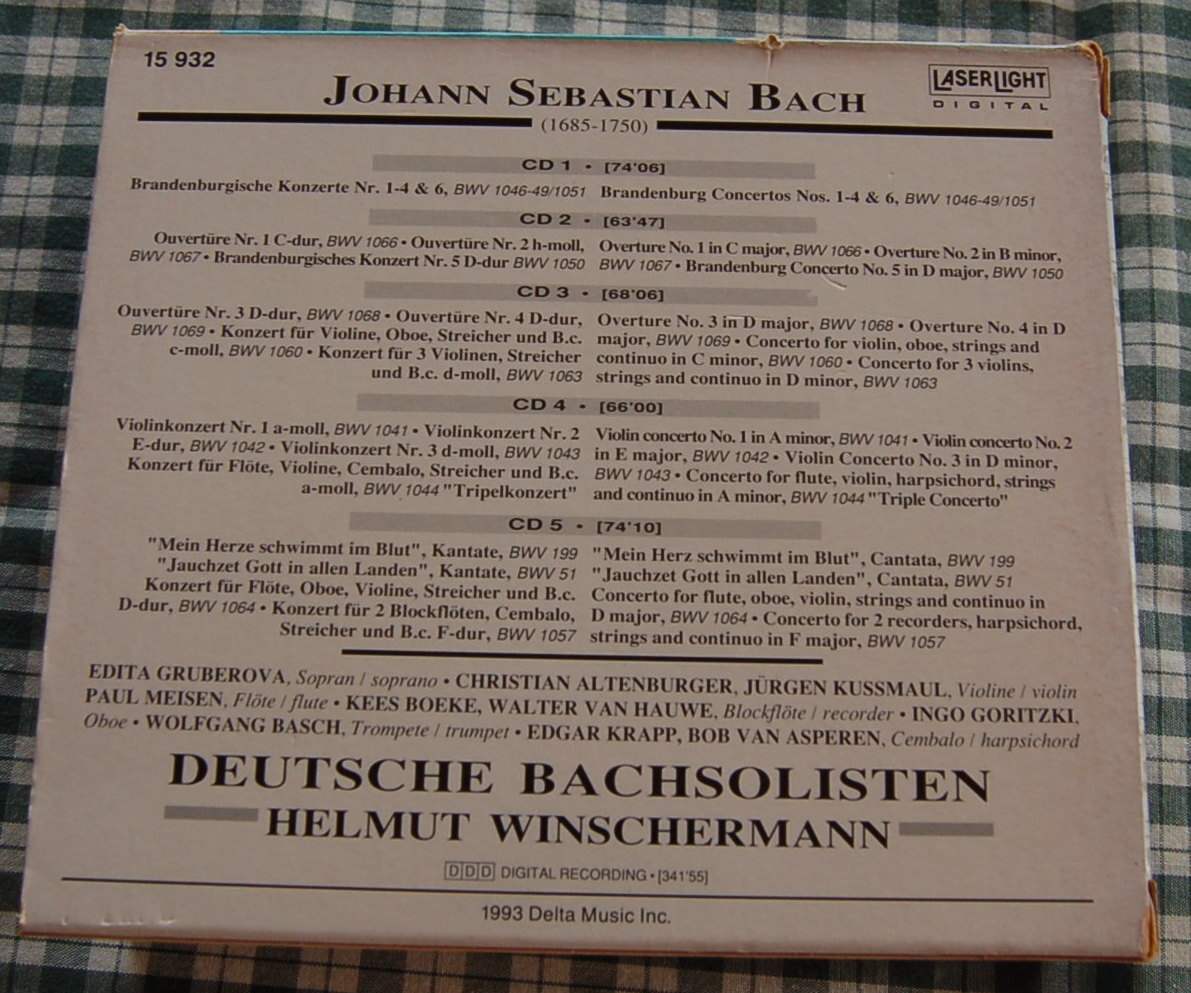 15 932
LASERLIGHT
DIGITAL
JOHANN SEBASTIAN BACH
(1685-1750)
CD 1 • [74'06]
Brandenburgische Konzerte Nr. 1-4 & 6, BWV 1046-49/1051
Brandenburg Concertos Nos. 1-4 & 6, BWV 1046-49/1051
CD 2 • [63'47]
Ouvertüre Nr. 1 C-dur, BWV 1066 • Ouvertüre Nr. 2 h-moll,
BWV 1067 • Brandenburgisches Konzert Nr. 5 D-dur BWV 1050
Overture No. 1 in C major, BWV 1066 • Overture No. 2 in B minor,
BWV 1067 • Brandenburg Concerto No. 5 in D major, BWV 1050
CD 3 • [68'06]
Ouvertüre Nr. 3 D-dur, BWV 1068 • Ouvertüre Nr. 4 D-dur,
BWV 1069 • Konzert für Violine, Oboe, Streicher und B.c.
c-moll, BWV 1060 • Konzert für 3 Violinen, Streicher
und B.c. d-moll, BWV 1063
Overture No. 3 in D major, BWV 1068 • Overture No. 4 in D
major, BWV 1069 • Concerto for violin, oboe, strings and
continuo in C minor, BWV 1060 • Concerto for 3 violins,
strings and continuo in D minor, BWV 1063
CD 4 • [66'00]
Violinkonzert Nr. 1 a-moll, BWV 1041 • Violinkonzert Nr. 2
E-dur, BWV 1042 • Violinkonzert Nr. 3 d-moll, BWV 1043
Konzert für Flöte, Violine, Cembalo, Streicher und B.c.
a-moll, BWV 1044 "Tripelkonzert"
Violin concerto No. 1 in A minor, BWV 1041 • Violin concerto No. 2
in E major, BWV 1042 • Violin Concerto No. 3 in D minor,
BWV 1043 • Concerto for flute, violin, harpsichord, strings
and continuo in A minor, BWV 1044 "Triple Concerto"
CD 5 • [74'10]
"Mein Herze schwimmt im Blut", Kantate, BWV 199
"Jauchzet Gott in allen Landen", Kantate, BWV 51
Konzert für Flöte, Oboe, Violine, Streicher und B.c.
D-dur, BWV 1064 • Konzert für 2 Blockflöten, Cembalo,
Streicher und B.c. F-dur, BWV 1057
"Mein Herz schwimmt im Blut", Cantata, BWV 199
"Jauchzet Gott in allen Landen", Cantata, BWV 51
Concerto for flute, oboe, violin, strings and continuo in
D major, BWV 1064 • Concerto for 2 recorders, harpsichord,
strings and continuo in F major, BWV 1057
EDITA GRUBEROVA, Sopran / soprano • CHRISTIAN ALTENBURGER, JÜRGEN KUSSMAUL, Violine / violin
PAUL MEISEN, Flöte / flute • KEES BOEKE, WALTER VAN HAUWE, Blockflöte / recorder • INGO GORITZKI,
Oboe • WOLFGANG BASCH, Trompete / trumpet • EDGAR KRAPP, BOB VAN ASPEREN, Cembalo / harpsichord
DEUTSCHE BACHSOLISTEN
HELMUT WINSCHERMANN
DDD DIGITAL RECORDING • [341'55]
1993 Delta Music Inc.